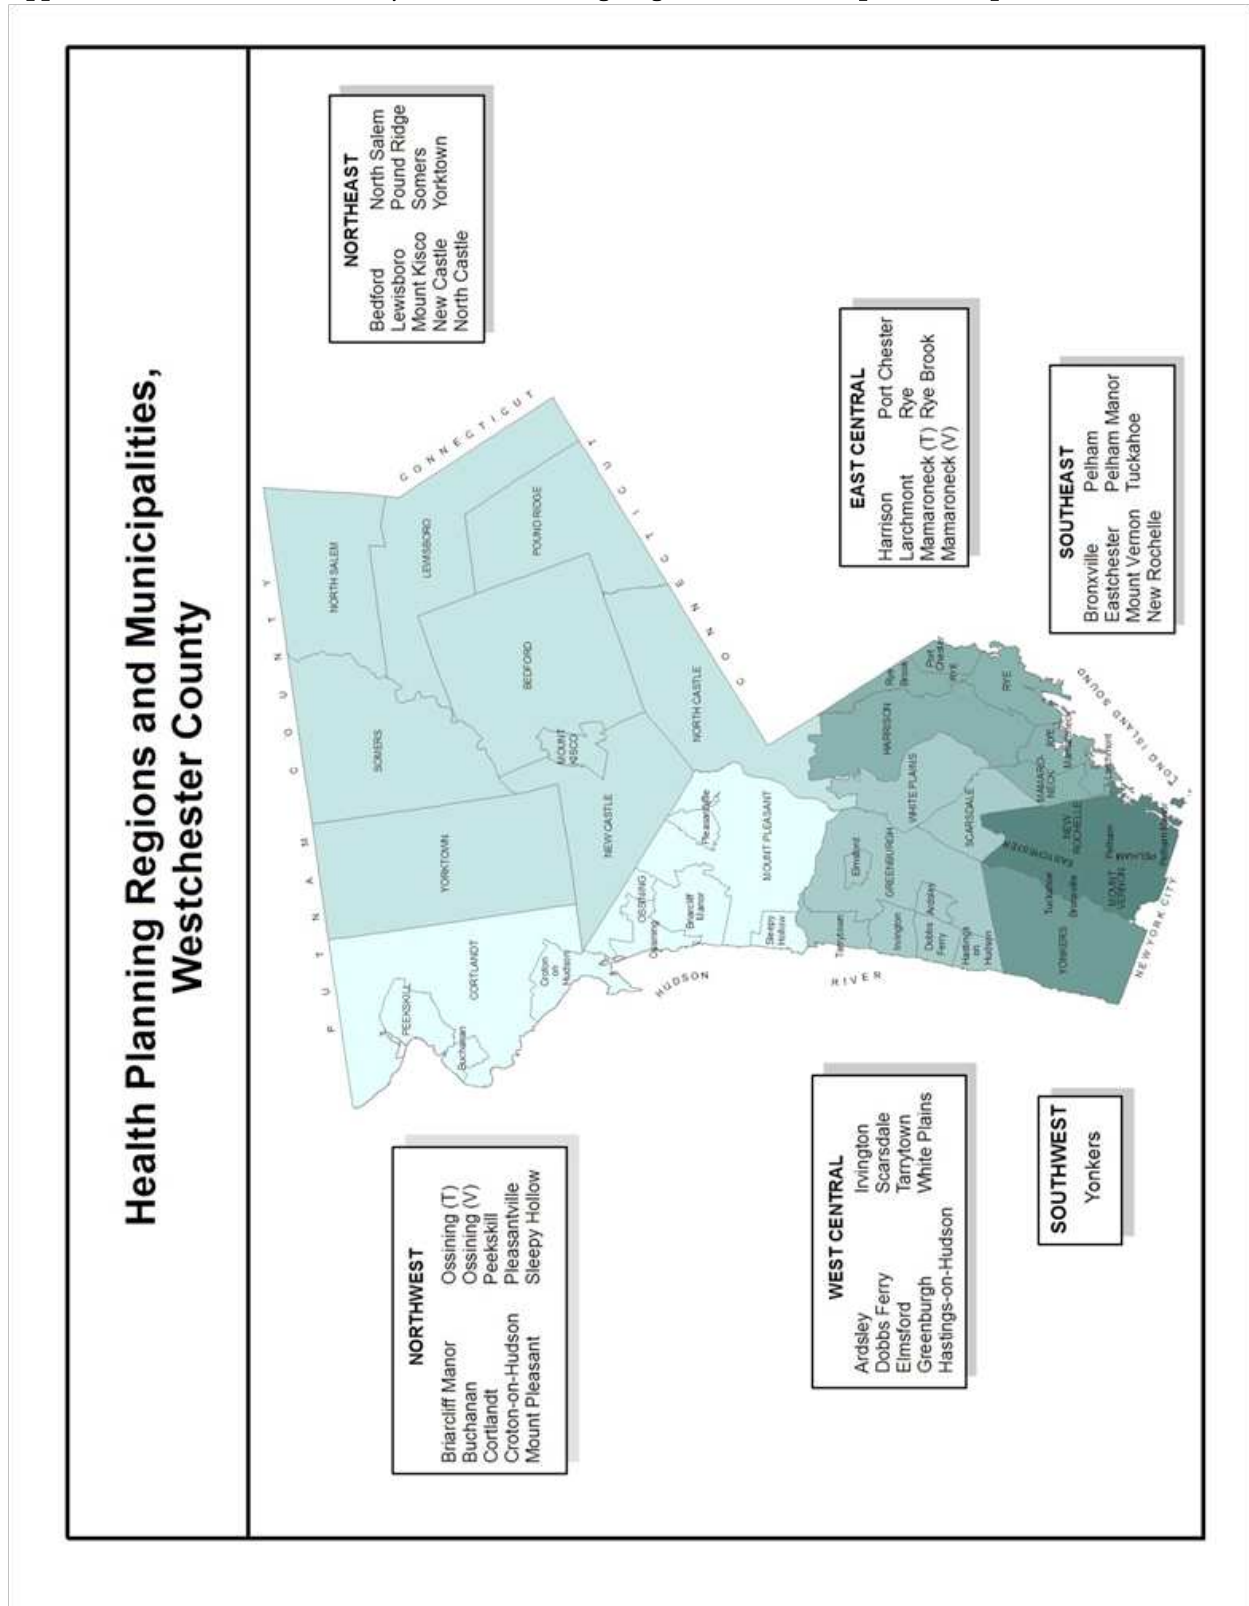 Health Planning Regions and Municipalities,
Westchester County
NORTHWEST
Briarcliff Manor Ossining (T)
Buchanan Ossining (V)
Cortlandt Peekskill
Croton-on-Hudson Pleasantville
Mount Pleasant Sleepy Hollow
NORTHEAST
Bedford North Salem
Lewisboro Pound Ridge
Mount Kisco Somers
New Castle Yorktown
North Castle
WEST CENTRAL
Ardsley Irvington
Dobbs Ferry Scarsdale
Elmsford Tarrytown
Greenburgh White Plains
Hastings-on-Hudson
EAST CENTRAL
Harrison Port Chester
Larchmont Rye
Mamaroneck (T) Rye Brook
Mamaroneck (V)
SOUTHWEST
Yonkers
SOUTHEAST
Bronxville Pelham
Eastchester Pelham Manor
Mount Vernon Tuckahoe
New Rochelle
PUTNAM COUNTY
CONNECTICUT
CONNECTICUT
NORTH SALEM
SOMERS
YORKTOWN
LEWISBORO
POUND RIDGE
BEDFORD
MOUNT
KISCO
NEW CASTLE
NORTH CASTLE
CORTLANDT
PEEKSKILL
Buchanan
Croton
on
Hudson
OSSINING
Ossining
Briarcliff
Manor
Pleasantville
MOUNT PLEASANT
Sleepy
Hollow
HUDSON
RIVER
Tarrytown
Elmsford
GREENBURGH
Irvington
Ardsley
Dobbs
Ferry
Hastings
on
Hudson
WHITE PLAINS
SCARSDALE
HARRISON
Rye
Brook
Port
Chester
RYE
RYE
RYE
MAMARO-
NECK
Mamaroneck
Larchmont
LONG ISLAND SOUND
NEW
ROCHELLE
EASTCHESTER
Tuckahoe
Bronxville
YONKERS
MOUNT
VERNON
Pelham
PELHAM
Pelham Manor
NEW YORK CITY